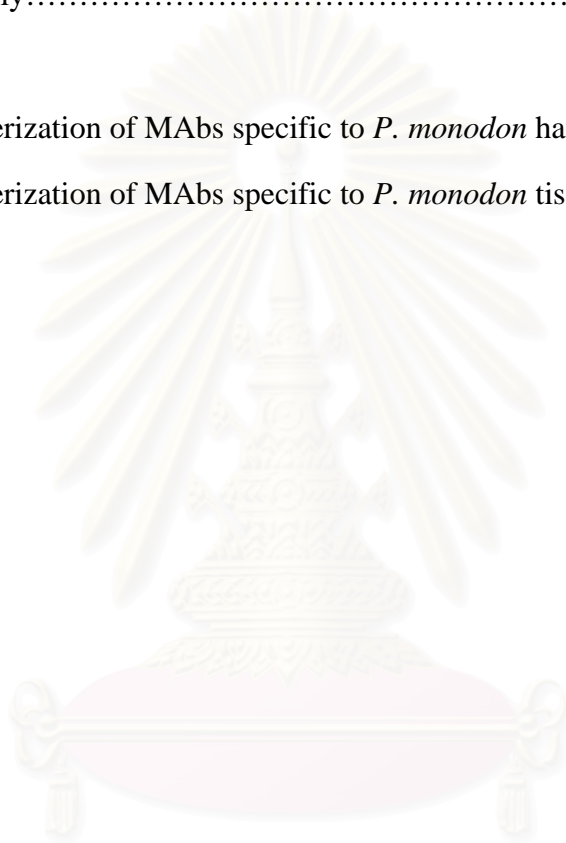 ly……………………………………………
erization of MAbs specific to P. monodon ha
erization of MAbs specific to P. monodon tis